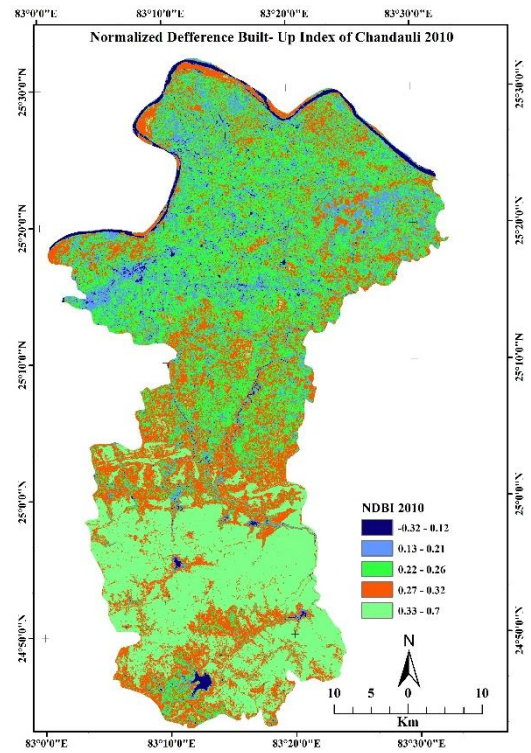 83°0'0"E 83°10'0"E 83°20'0"E 83°30'0"E
Normalized Defference Built- Up Index of Chandauli 2010
25°30'0"N 25°30'0"N
25°20'0"N 25°20'0"N
25°10'0"N 25°10'0"N
25°0'0"N 25°0'0"N
NDBI 2010
-0.32 - 0.12
0.13 - 0.21
0.22 - 0.26
0.27 - 0.32
0.33 - 0.7
24°50'0"N 24°50'0"N
N
10 5 0 10
Km
83°0'0"E 83°10'0"E 83°20'0"E 83°30'0"E